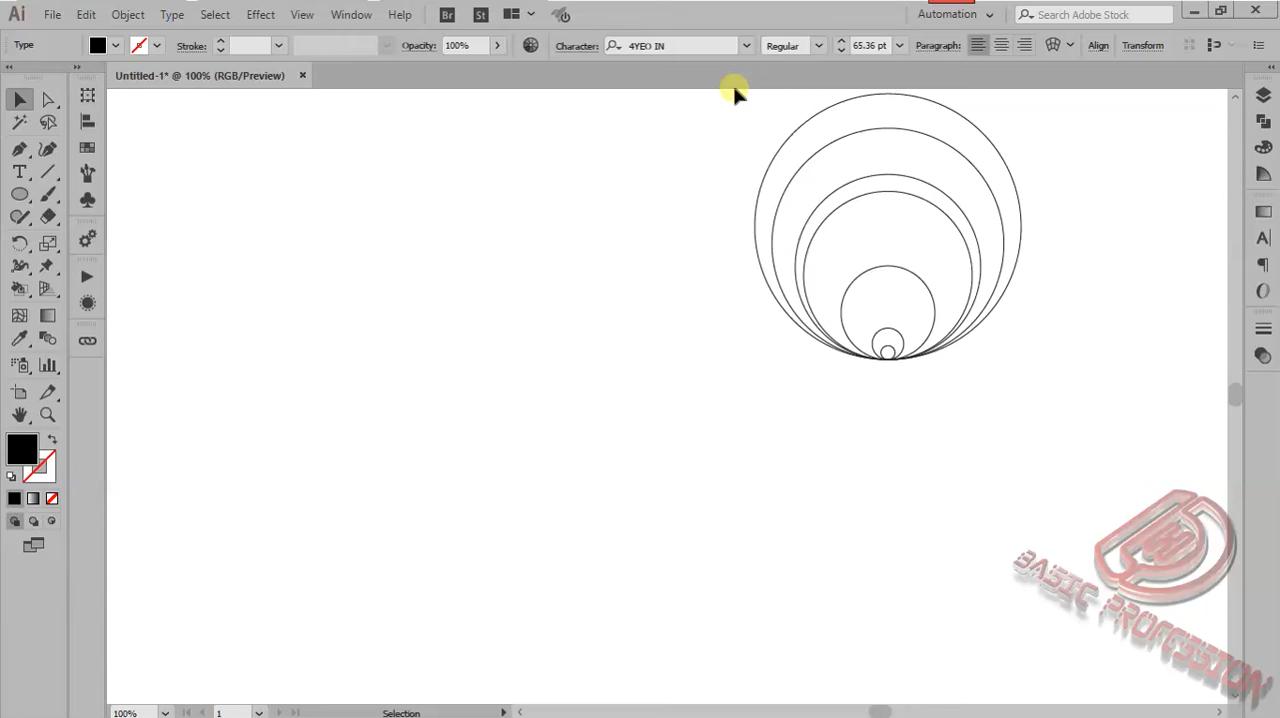 Ai File Edit Object Type Select Effect View Window Help Br St Automation Search Adobe Stock
Type Stroke: Opacity: 100% Character: 4YEO IN Regular 65.36 pt Paragraph: Align Transform
Untitled-1* @ 100% (RGB/Preview)
BASIC PROFESSION
100% 1 Selection